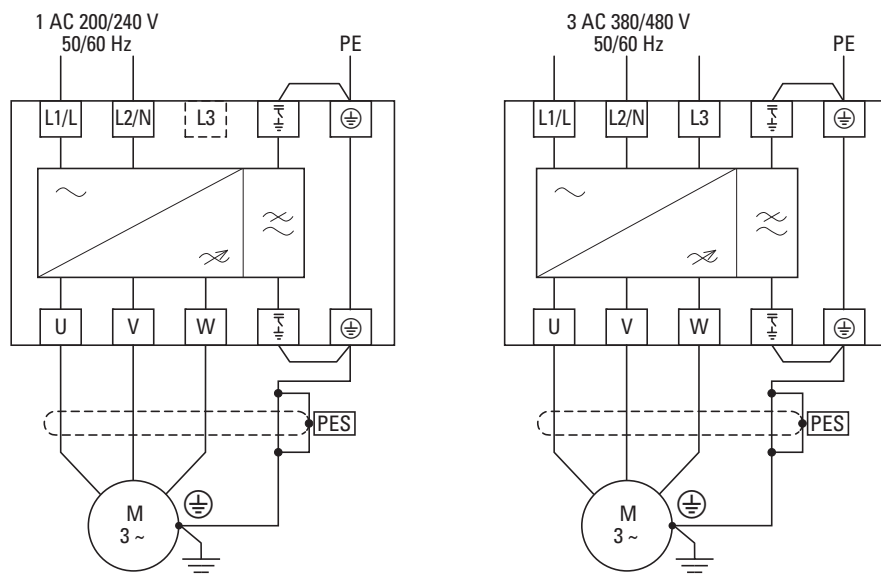 1 AC 200/240 V
50/60 Hz
PE
L1/L
L2/N
L3
U
V
W
PES
M
3 ~
3 AC 380/480 V
50/60 Hz
PE
L1/L
L2/N
L3
U
V
W
PES
M
3 ~